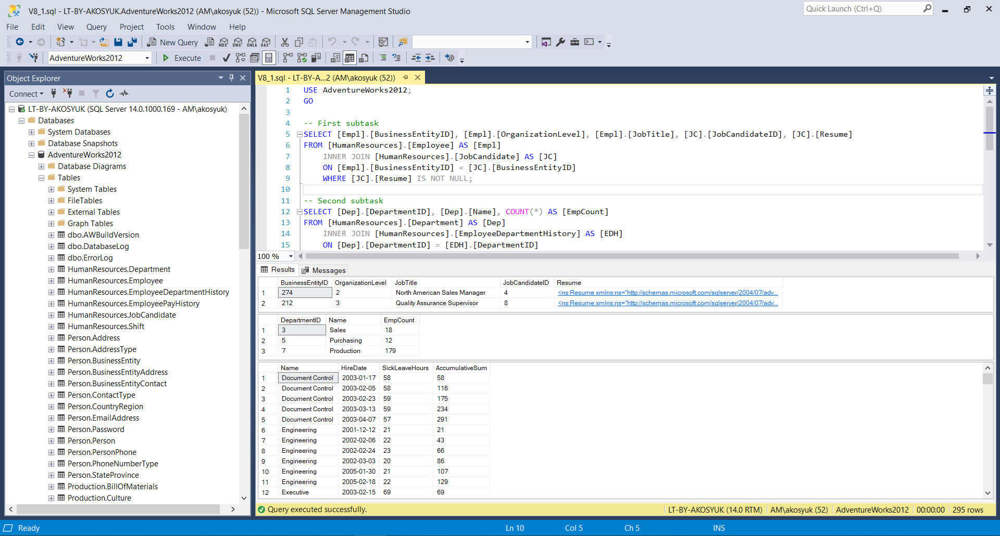 V8_1.sql - LT-BY-AKOSYUK.AdventureWorks2012 (AM\akosyuk (52)) - Microsoft SQL Server Management Studio
Quick Launch (Ctrl+Q)
File Edit View Query Project Tools Window Help
New Query MDX DMX XMLA DAX
AdventureWorks2012 Execute
Object Explorer
Connect
LT-BY-AKOSYUK (SQL Server 14.0.1000.169 - AM\akosyuk)
Databases
System Databases
Database Snapshots
AdventureWorks2012
Database Diagrams
Tables
System Tables
FileTables
External Tables
Graph Tables
dbo.AWBuildVersion
dbo.DatabaseLog
dbo.ErrorLog
HumanResources.Department
HumanResources.Employee
HumanResources.EmployeeDepartmentHistory
HumanResources.EmployeePayHistory
HumanResources.JobCandidate
HumanResources.Shift
Person.Address
Person.AddressType
Person.BusinessEntity
Person.BusinessEntityAddress
Person.BusinessEntityContact
Person.ContactType
Person.CountryRegion
Person.EmailAddress
Person.Password
Person.Person
Person.PersonPhone
Person.PhoneNumberType
Person.StateProvince
Production.BillOfMaterials
Production.Culture
V8_1.sql - LT-BY-A...2 (AM\akosyuk (52))
1 USE AdventureWorks2012;
2 GO
3
4 -- First subtask
5 SELECT [Empl].[BusinessEntityID], [Empl].[OrganizationLevel], [Empl].[JobTitle], [JC].[JobCandidateID], [JC].[Resume]
6 FROM [HumanResources].[Employee] AS [Empl]
7 INNER JOIN [HumanResources].[JobCandidate] AS [JC]
8 ON [Empl].[BusinessEntityID] = [JC].[BusinessEntityID]
9 WHERE [JC].[Resume] IS NOT NULL;
10
11 -- Second subtask
12 SELECT [Dep].[DepartmentID], [Dep].[Name], COUNT(*) AS [EmpCount]
13 FROM [HumanResources].[Department] AS [Dep]
14 INNER JOIN [HumanResources].[EmployeeDepartmentHistory] AS [EDH]
15 ON [Dep].[DepartmentID] = [EDH].[DepartmentID]
100 %
Results Messages
BusinessEntityID OrganizationLevel JobTitle JobCandidateID Resume
1 274 2 North American Sales Manager 4 <ns:Resume xmlns:ns="http://schemas.microsoft.com/sqlserver/2004/07/adv...
2 212 3 Quality Assurance Supervisor 8 <ns:Resume xmlns:ns="http://schemas.microsoft.com/sqlserver/2004/07/adv...
DepartmentID Name EmpCount
1 3 Sales 18
2 5 Purchasing 12
3 7 Production 179
Name HireDate SickLeaveHours AccumulativeSum
1 Document Control 2003-01-17 58 58
2 Document Control 2003-02-05 58 116
3 Document Control 2003-02-23 59 175
4 Document Control 2003-03-13 59 234
5 Document Control 2003-04-07 57 291
6 Engineering 2001-12-12 21 21
7 Engineering 2002-02-06 22 43
8 Engineering 2002-02-24 23 66
9 Engineering 2002-03-03 20 86
10 Engineering 2005-01-30 21 107
11 Engineering 2005-02-18 22 129
12 Executive 2003-02-15 69 69
Query executed successfully. LT-BY-AKOSYUK (14.0 RTM) AM\akosyuk (52) AdventureWorks2012 00:00:00 295 rows
Ready Ln 10 Col 5 Ch 5 INS